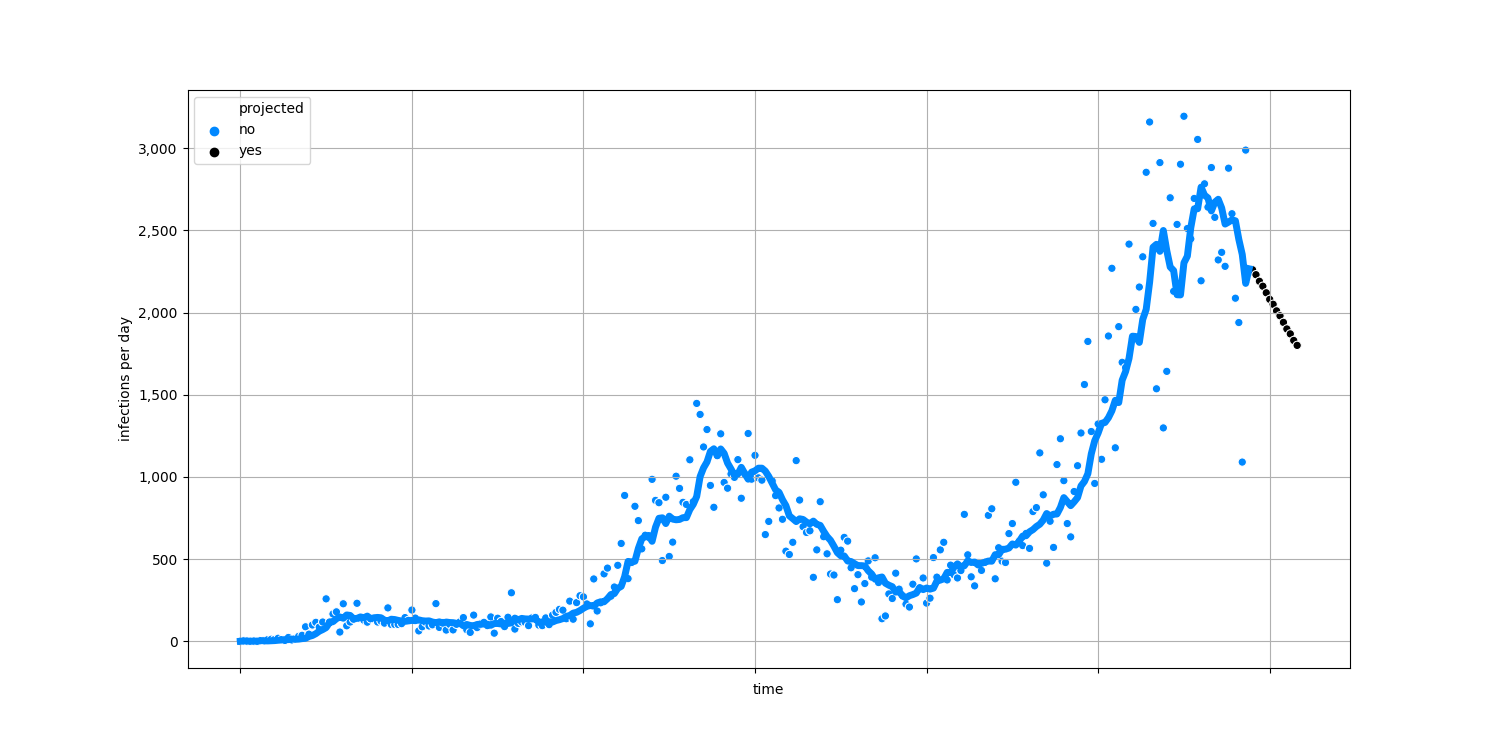 projected
no
yes
3,000
2,500
2,000
1,500
1,000
500
0
infections per day
time